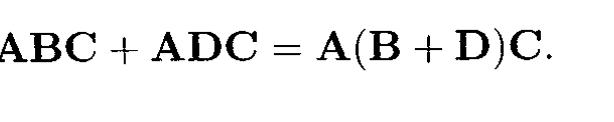 ABC + ADC = A(B + D)C.